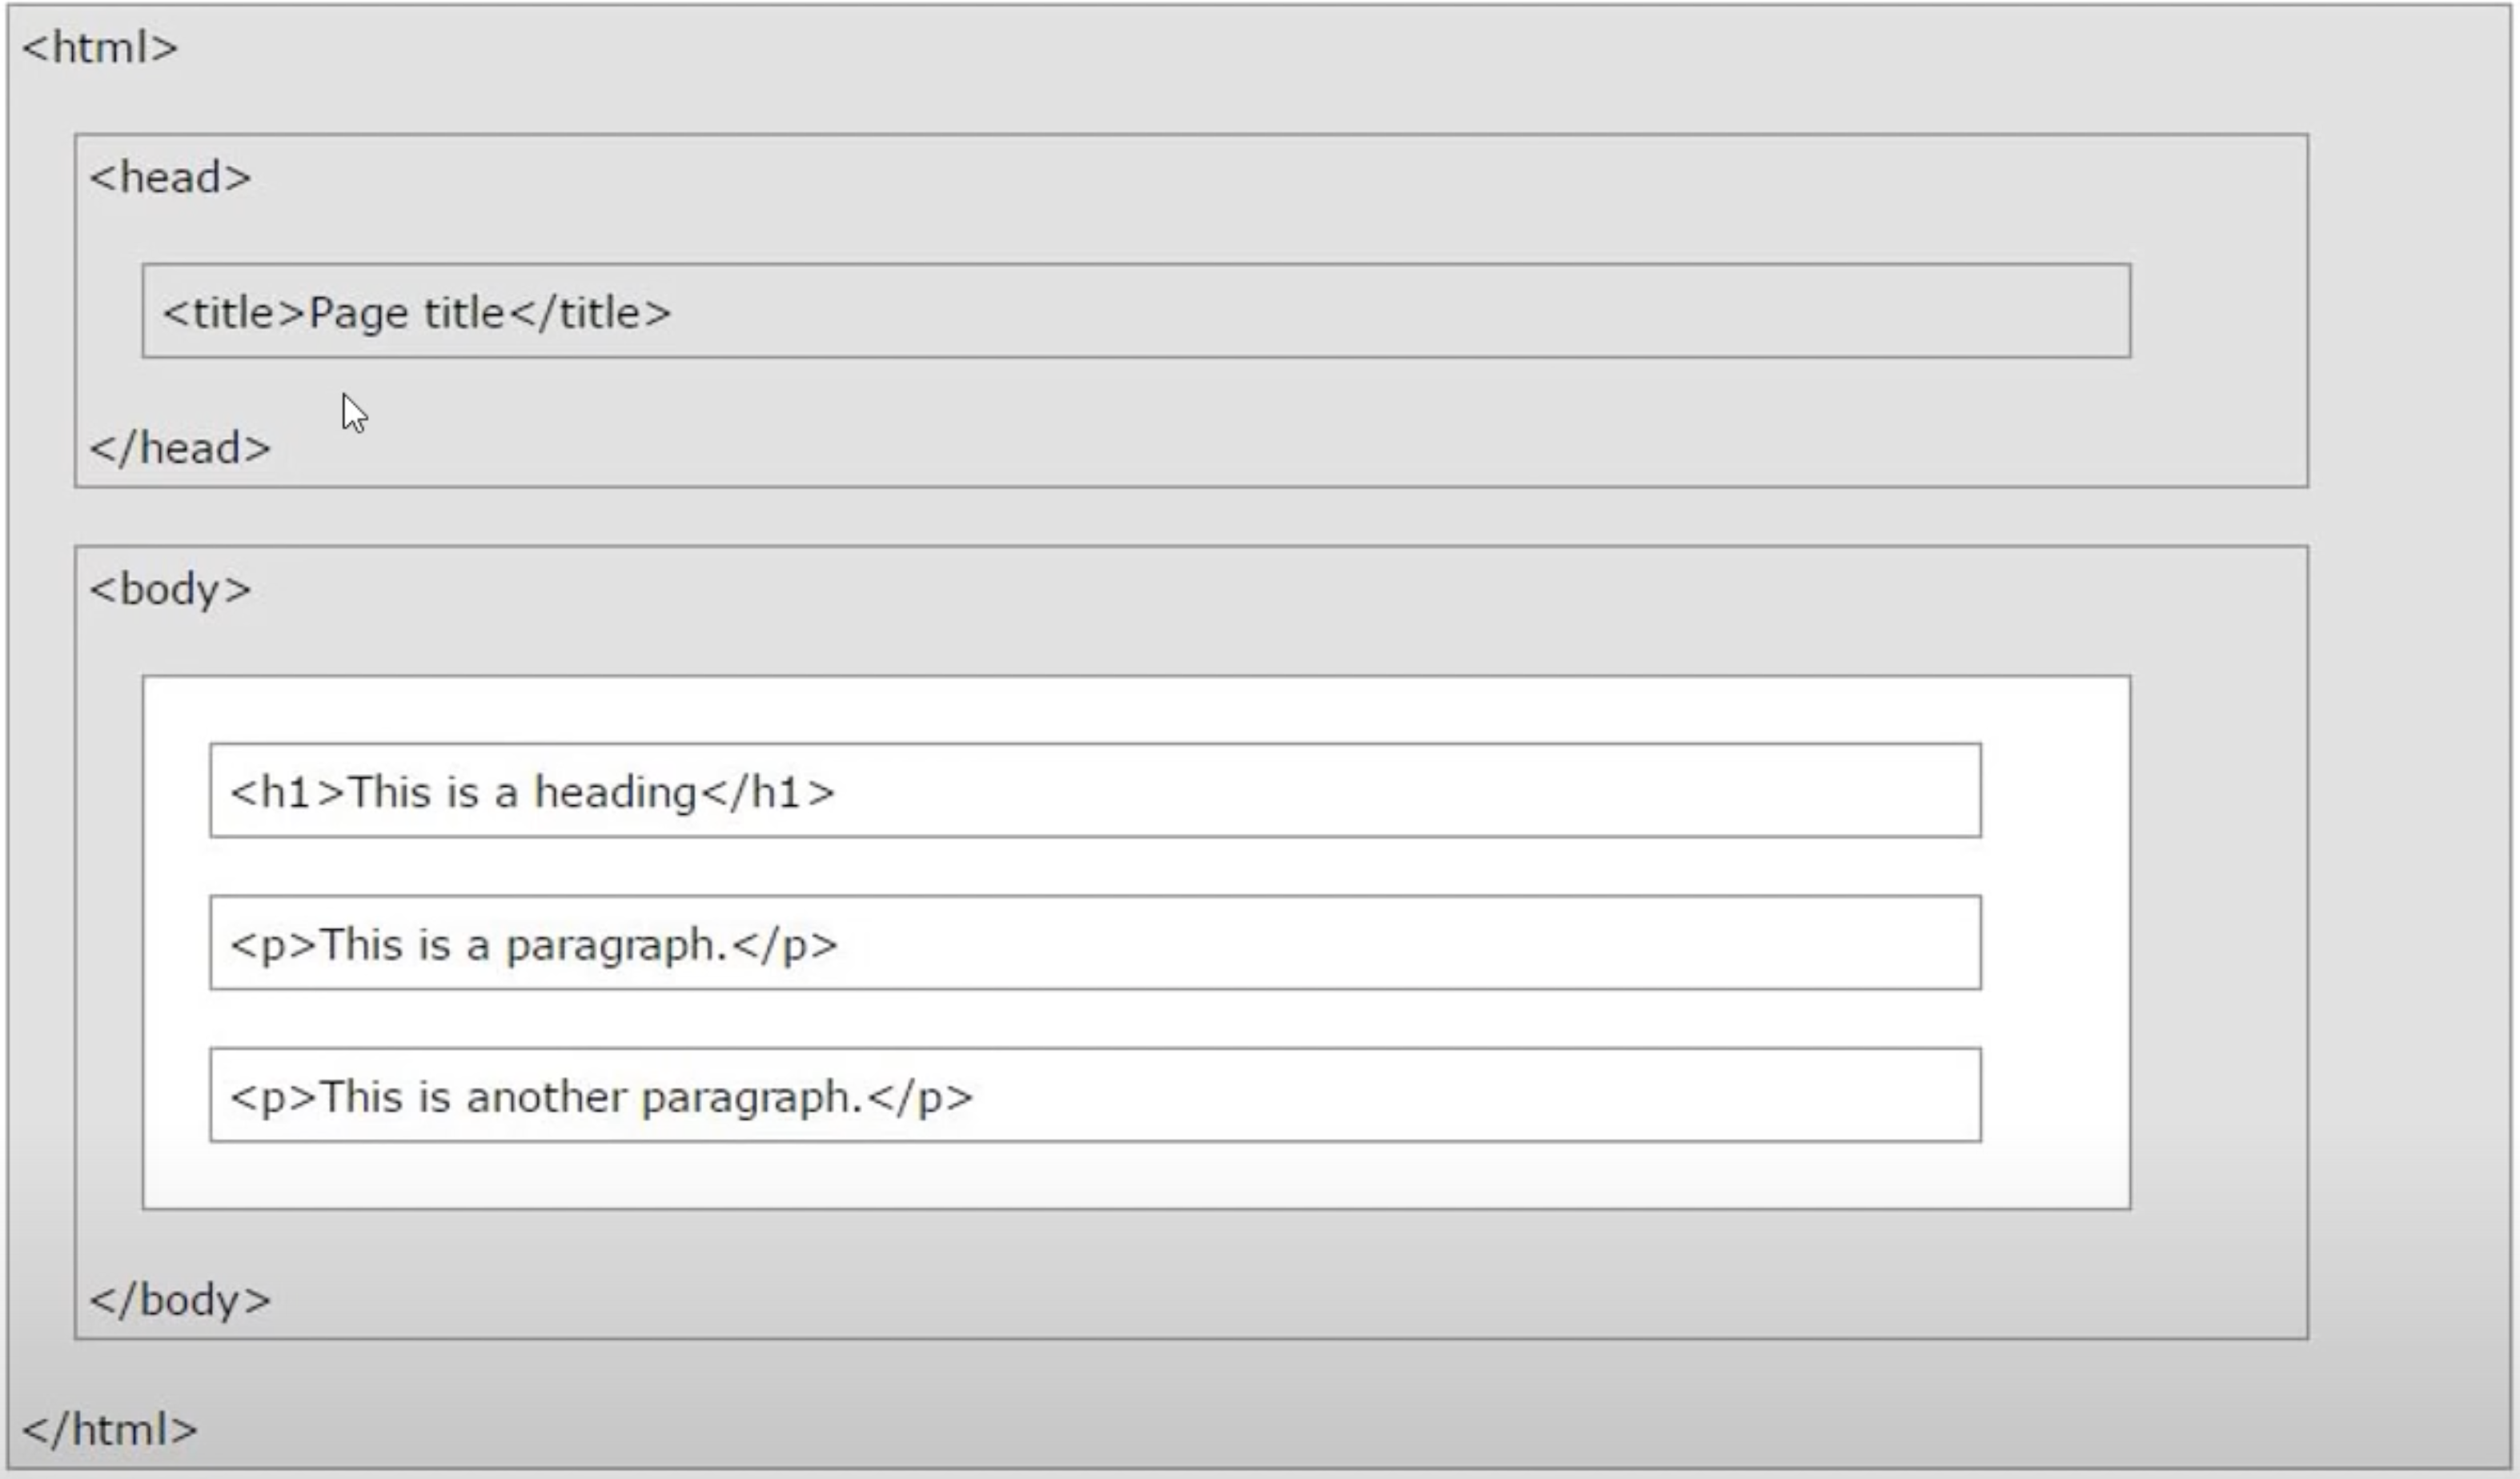 <html>
<head>
<title>Page title</title>
</head>
<body>
<h1>This is a heading</h1>
<p>This is a paragraph.</p>
<p>This is another paragraph.</p>
</body>
</html>